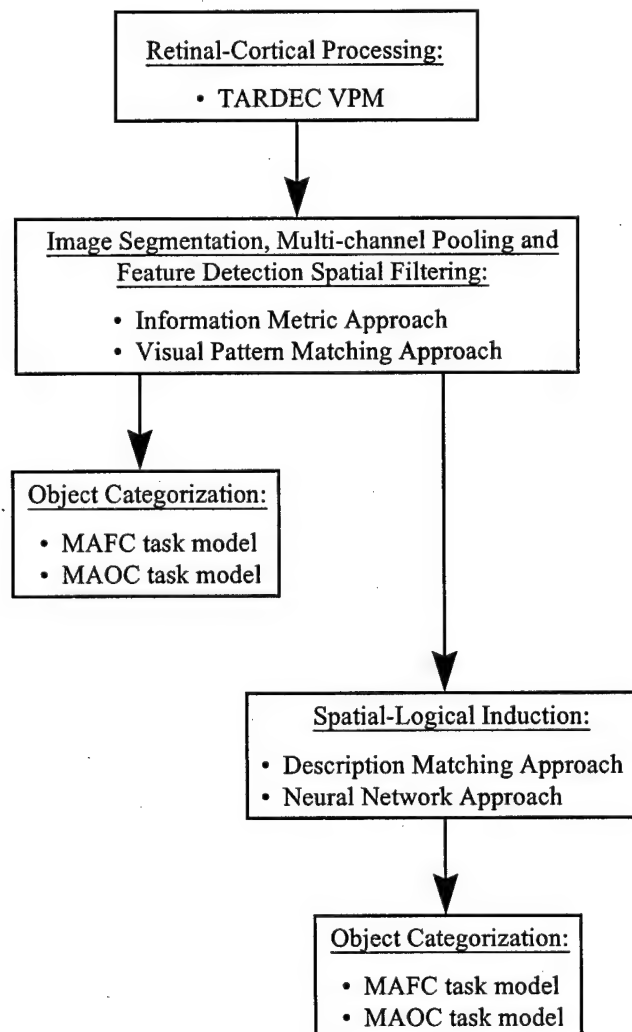 Retinal-Cortical Processing:
• TARDEC VPM
Image Segmentation, Multi-channel Pooling and
Feature Detection Spatial Filtering:
• Information Metric Approach
• Visual Pattern Matching Approach
Object Categorization:
• MAFC task model
• MAOC task model
Spatial-Logical Induction:
• Description Matching Approach
• Neural Network Approach
Object Categorization:
• MAFC task model
• MAOC task model